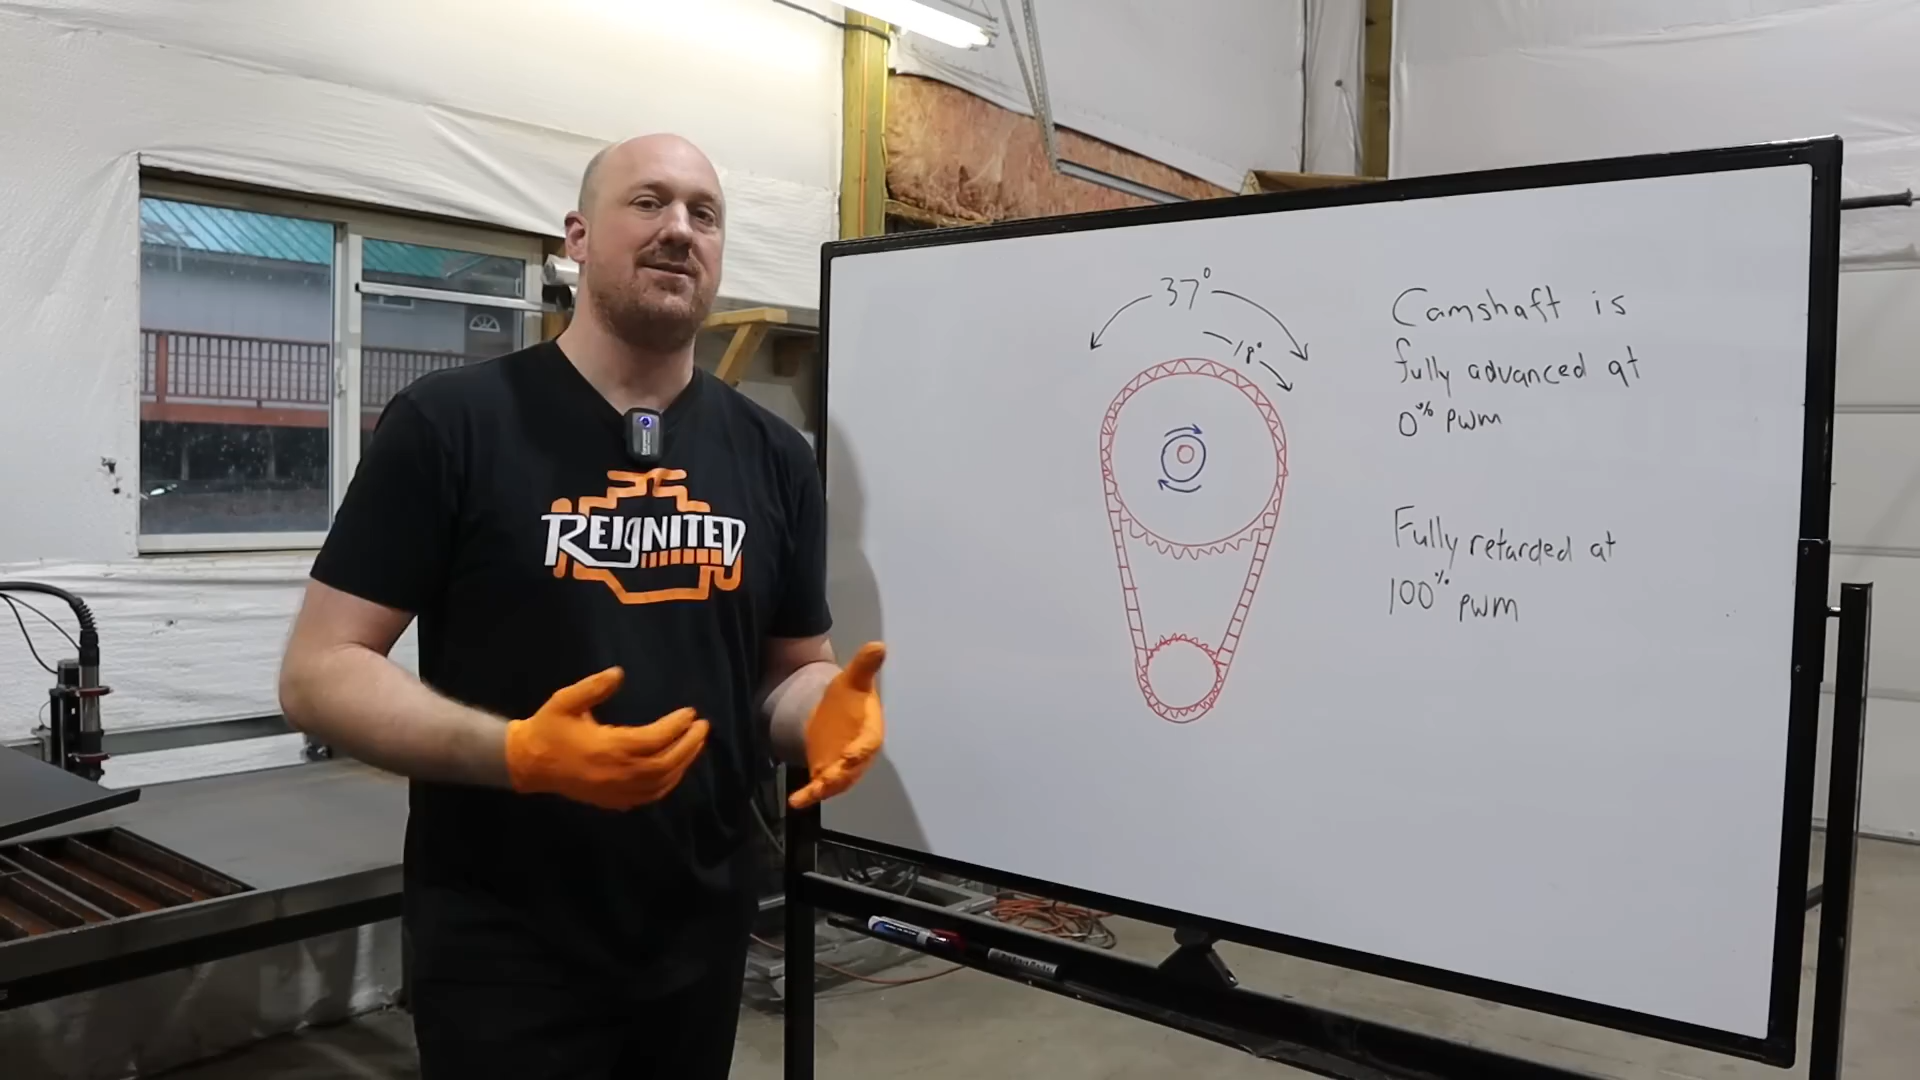 REIGNITED
37°
18°
Camshaft is
fully advanced at
0% pwm
Fully retarded at
100% pwm